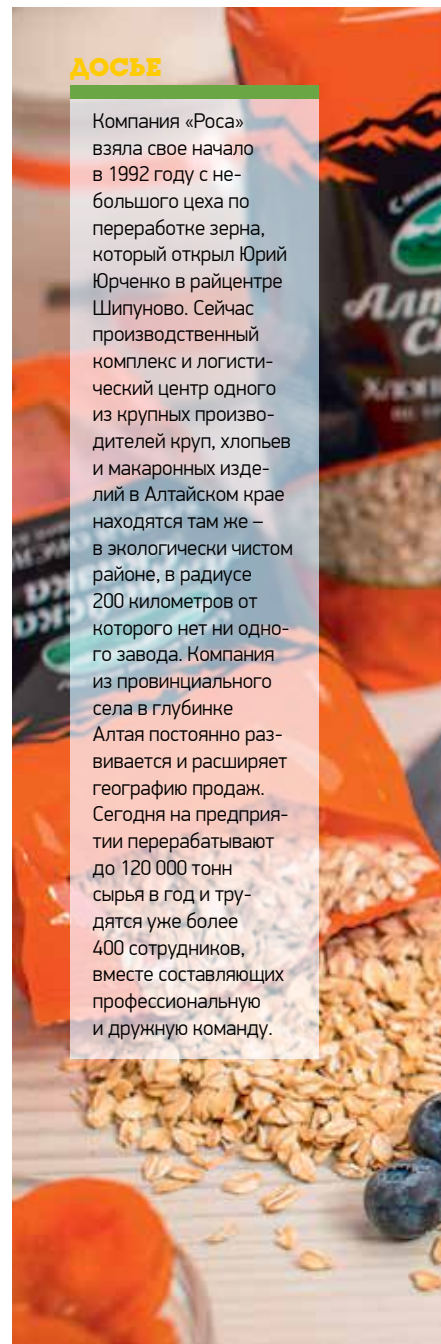 ДОСЬЕ
Компания «Роса»
взяла свое начало
в 1992 году с не-
большого цеха по
переработке зерна,
который открыл Юрий
Юрченко в райцентре
Шипуново. Сейчас
производственный
комплекс и логисти-
ческий центр одного
из крупных произво-
дителей круп, хлопьев
и макаронных изде-
лий в Алтайском крае
находятся там же –
в экологически чистом
районе, в радиусе
200 километров от
которого нет ни одно-
го завода. Компания
из провинциального
села в глубинке
Алтая постоянно раз-
вивается и расширяет
географию продаж.
Сегодня на предприя-
тии перерабатывают
до 120 000 тонн
сырья в год и тру-
дятся уже более
400 сотрудников,
вместе составляющих
профессиональную
и дружную команду.